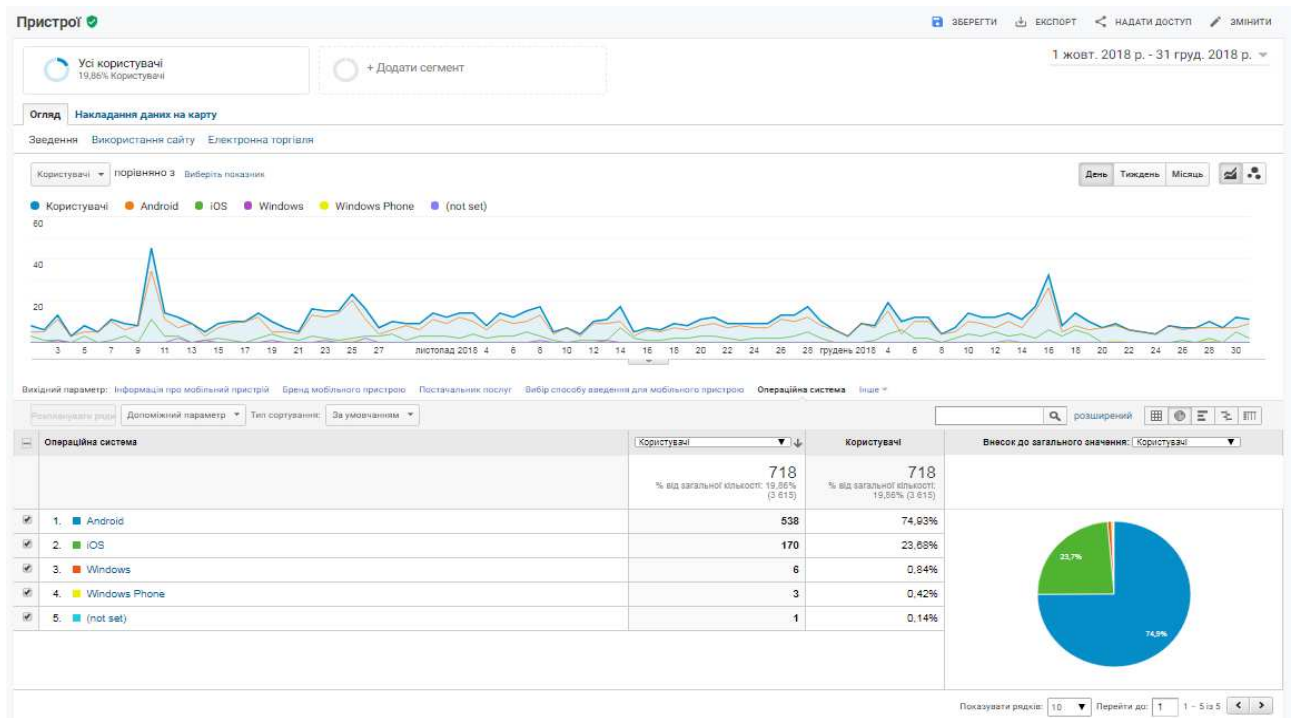 Пристрої
ЗБЕРЕГТИ ЕКСПОРТ НАДАТИ ДОСТУП ЗМІНИТИ
Усі користувачі
19,86% Користувачі
+ Додати сегмент
1 жовт. 2018 р. - 31 груд. 2018 р.
Огляд Накладання даних на карту
Зведення Використання сайту Електронна торгівля
Користувачі порівняно з Виберіть показник
День Тиждень Місяць
Користувачі Android iOS Windows Windows Phone (not set)
60
40
20
3 5 7 9 11 13 15 17 19 21 23 25 27 листопад 2018 4 6 8 10 12 14 16 18 20 22 24 26 28 грудень 2018 4 6 8 10 12 14 16 18 20 22 24 26 28 30
Вихідний параметр: Інформація про мобільний пристрій Бренд мобільного пристрою Постачальник послуг Вибір способу введення для мобільного пристрою Операційна система Інше
Розпланувати ряди Допоміжний параметр Тип сортування: За умовчанням
розширений
Операційна система Користувачі Користувачі Внесок до загального значення: Користувачі
718 718
% від загальної кількості: 19,86% (3 615)
% від загальної кількості: 19,86% (3 615)
1. Android 538 74,93%
2. iOS 170 23,68%
3. Windows 6 0,84%
4. Windows Phone 3 0,42%
5. (not set) 1 0,14%
23,7%
74,9%
Показувати рядків: 10 Перейти до: 1 1 - 5 із 5